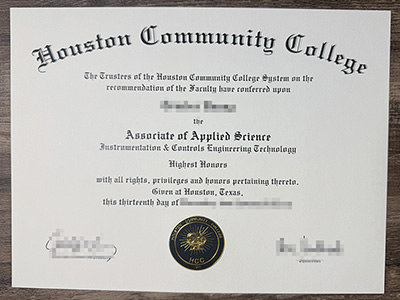 Houston Community College
The Trustees of the Houston Community College System on the
recommendation of the Faculty have conferred upon
the
Associate of Applied Science
Instrumentation & Controls Engineering Technology
Highest Honors
with all rights, privileges and honors pertaining thereto.
Given at Houston, Texas,
this thirteenth day of
HCC